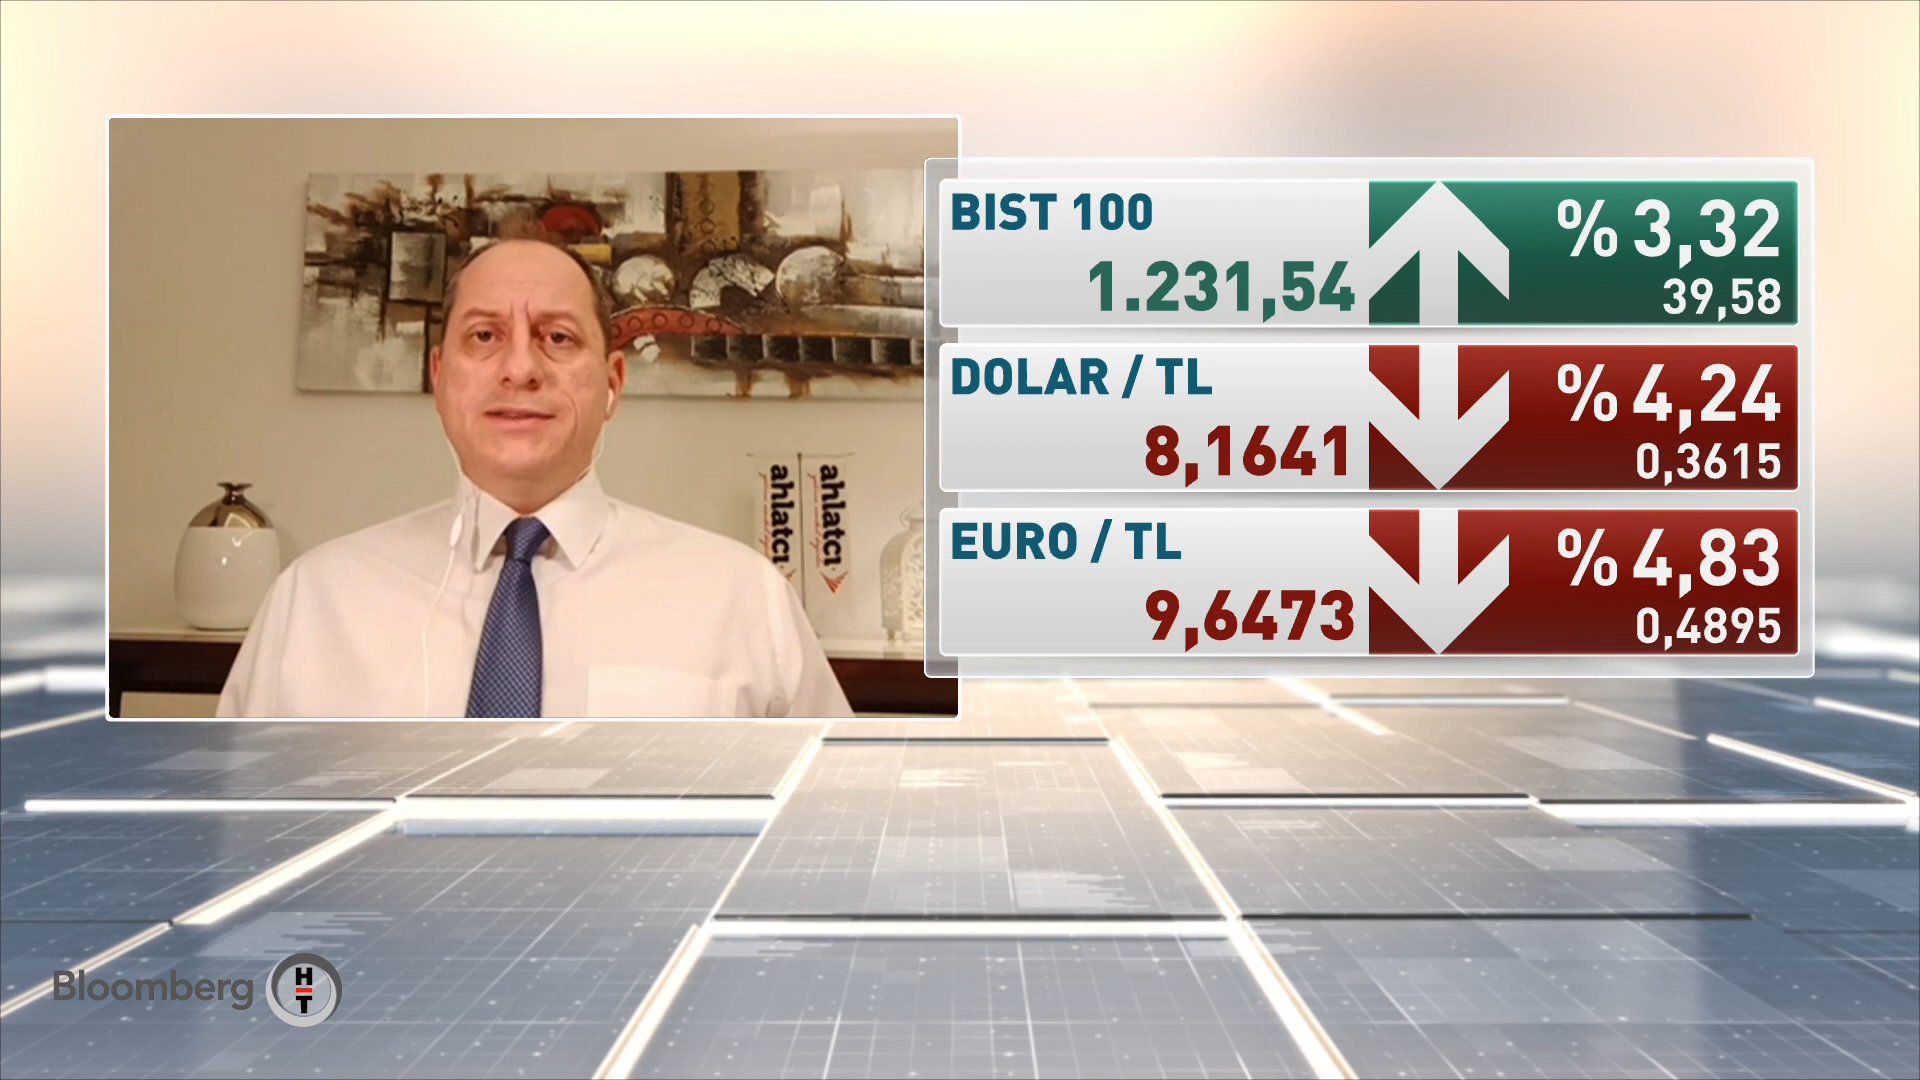 BIST 100
1.231,54
% 3,32
39,58
DOLAR / TL
8,1641
% 4,24
0,3615
EURO / TL
9,6473
% 4,83
0,4895
ahlatcı
ahlatcı
Bloomberg HT